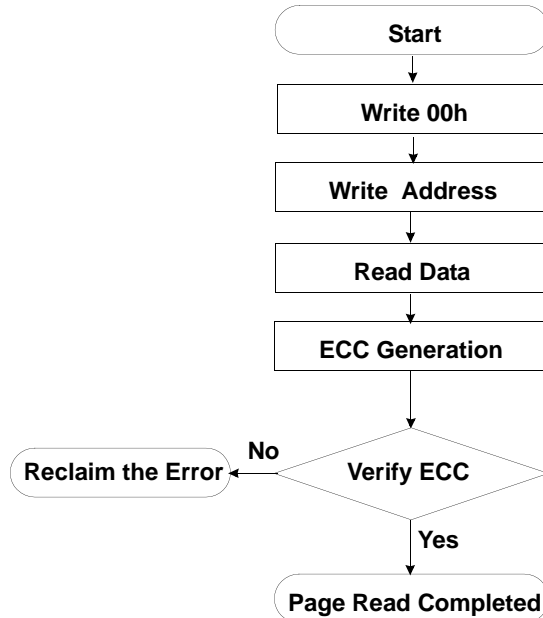 Start
Write 00h
Write Address
Read Data
ECC Generation
No
Reclaim the Error
Verify ECC
Yes
Page Read Completed